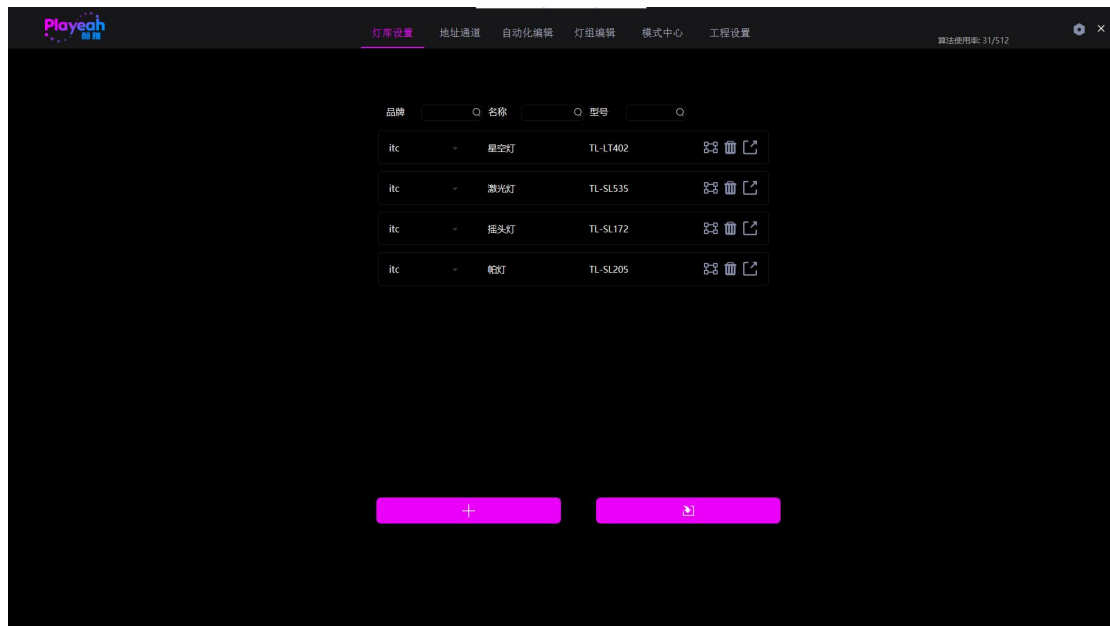 Playeah
灯库设置 地址通道 自动化编辑 灯组编辑 模式中心 工程设置
算法使用率: 31/512
品牌 名称 型号
itc 星空灯 TL-LT402
itc 激光灯 TL-SL535
itc 摇头灯 TL-SL172
itc 帕灯 TL-SL205